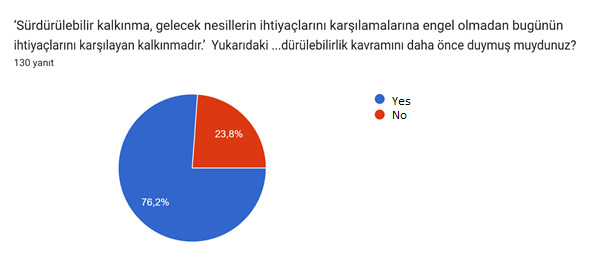 ‘Sürdürülebilir kalkınma, gelecek nesillerin ihtiyaçlarını karşılamalarına engel olmadan bugünün
ihtiyaçlarını karşılayan kalkınmadır.’ Yukarıdaki ...dürülebilirlik kavramını daha önce duymuş muydunuz?
130 yanıt
Yes
No
23,8%
76,2%